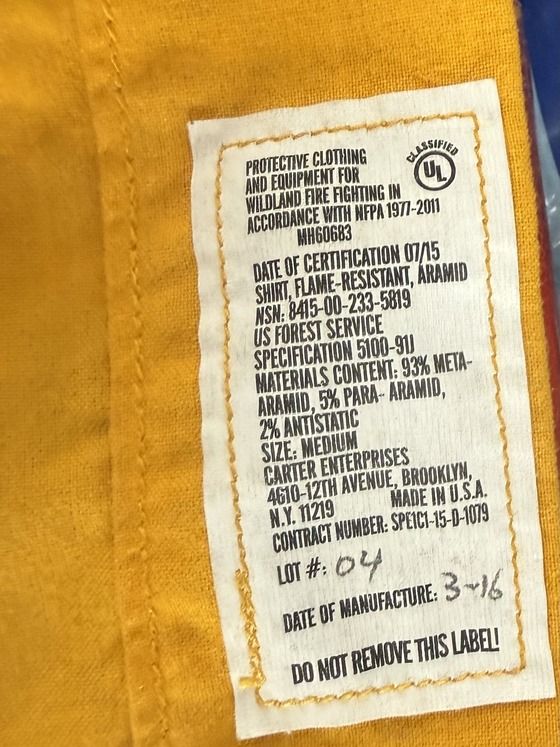 CLASSIFIED
UL
PROTECTIVE CLOTHING
AND EQUIPMENT FOR
WILDLAND FIRE FIGHTING IN
ACCORDANCE WITH NFPA 1977-2011
MH60683
DATE OF CERTIFICATION 07/15
SHIRT, FLAME-RESISTANT, ARAMID
NSN: 8415-00-233-5819
US FOREST SERVICE
SPECIFICATION 5100-91J
MATERIALS CONTENT: 93% META-
ARAMID, 5% PARA- ARAMID,
2% ANTISTATIC
SIZE: MEDIUM
CARTER ENTERPRISES
4610-12TH AVENUE, BROOKLYN,
N.Y. 11219 MADE IN U.S.A.
CONTRACT NUMBER: SPE1C1-15-D-1079
LOT #: 04
DATE OF MANUFACTURE: 3-16
DO NOT REMOVE THIS LABEL!